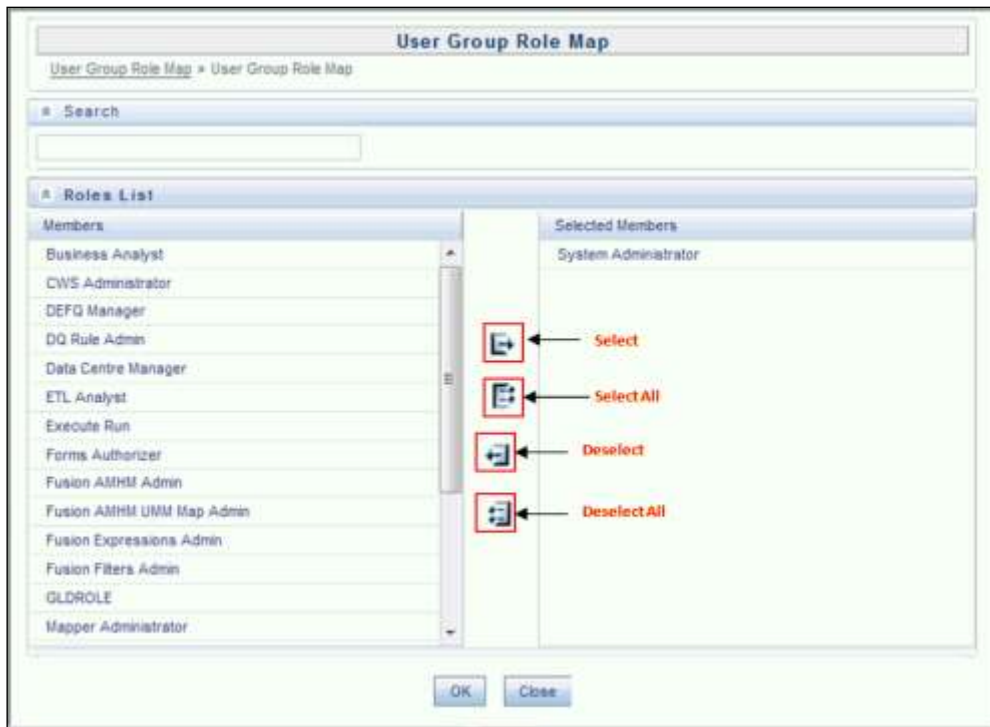 User Group Role Map
User Group Role Map » User Group Role Map
Search
Roles List
Members
Business Analyst
CWS Administrator
DEFQ Manager
DQ Rule Admin
Data Centre Manager
ETL Analyst
Execute Run
Forms Authorizer
Fusion AMHM Admin
Fusion AMHM UMM Map Admin
Fusion Expressions Admin
Fusion Filters Admin
GLDROLE
Mapper Administrator
Selected Members
System Administrator
Select
Select All
Deselect
Deselect All
OK
Close